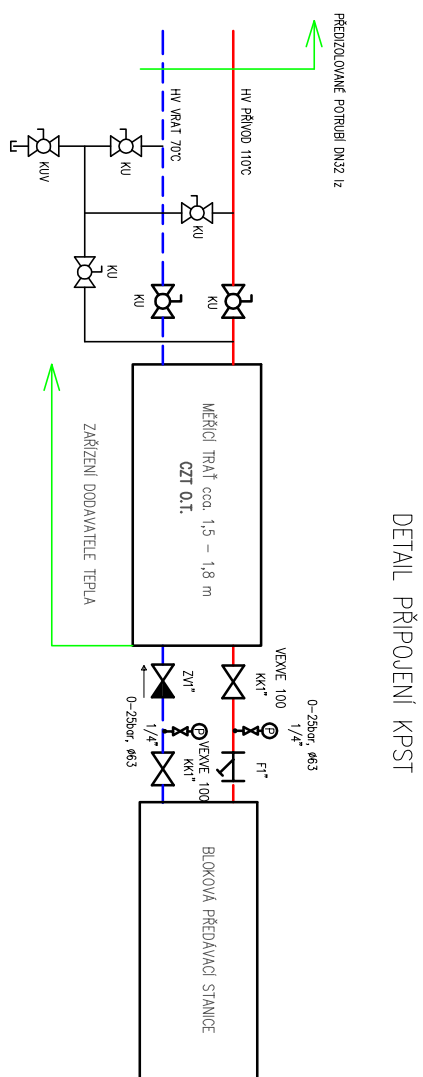 DETAIL PŘIPOJENÍ KPST
PŘEDIZOLOVANÉ POTRUBÍ DN32 Iz
HV PŘÍVOD 110°C
HV VRAT 70°C
KU
KU
KUV
KU
KU
KU
MĚŘÍCÍ TRAŤ cca. 1,5 - 1,8 m
CZT O.T.
ZAŘÍZENÍ DODAVATELE TEPLA
VEXVE 100
KK1"
0-25bar, ø63
1/4"
P
F1"
ZV1"
P
1/4"
0-25bar, ø63
VEXVE 100
KK1"
BLOKOVÁ PŘEDÁVACÍ STANICE